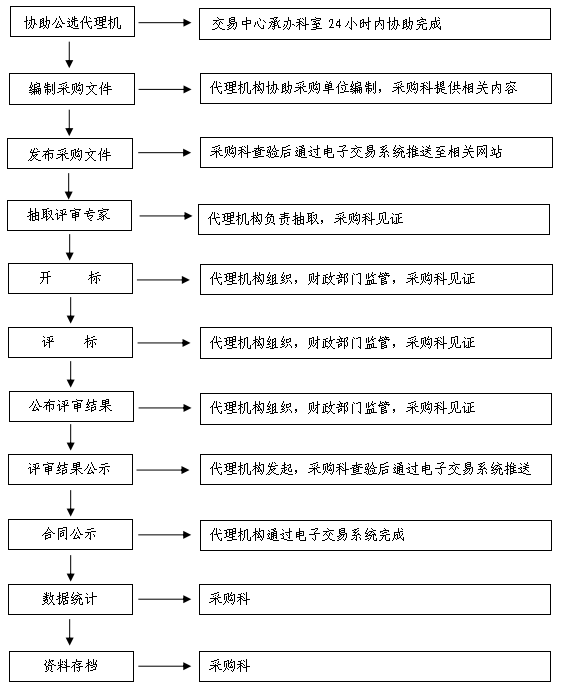 协助公选代理机
交易中心承办科室24小时内协助完成
编制采购文件
代理机构协助采购单位编制，采购科提供相关内容
发布采购文件
采购科查验后通过电子交易系统推送至相关网站
抽取评审专家
代理机构负责抽取，采购科见证
开 标
代理机构组织，财政部门监管，采购科见证
评 标
代理机构组织，财政部门监管，采购科见证
公布评审结果
代理机构组织，财政部门监管，采购科见证
评审结果公示
代理机构发起，采购科查验后通过电子交易系统推送
合同公示
代理机构通过电子交易系统完成
数据统计
采购科
资料存档
采购科